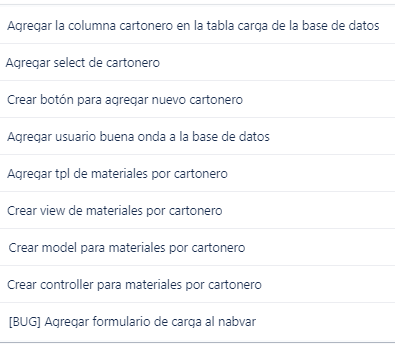 Agregar la columna cartonero en la tabla carga de la base de datos
Agregar select de cartonero
Crear botón para agregar nuevo cartonero
Agregar usuario buena onda a la base de datos
Agregar tpl de materiales por cartonero
Crear view de materiales por cartonero
Crear model para materiales por cartonero
Crear controller para materiales por cartonero
[BUG] Agregar formulario de carga al nabvar